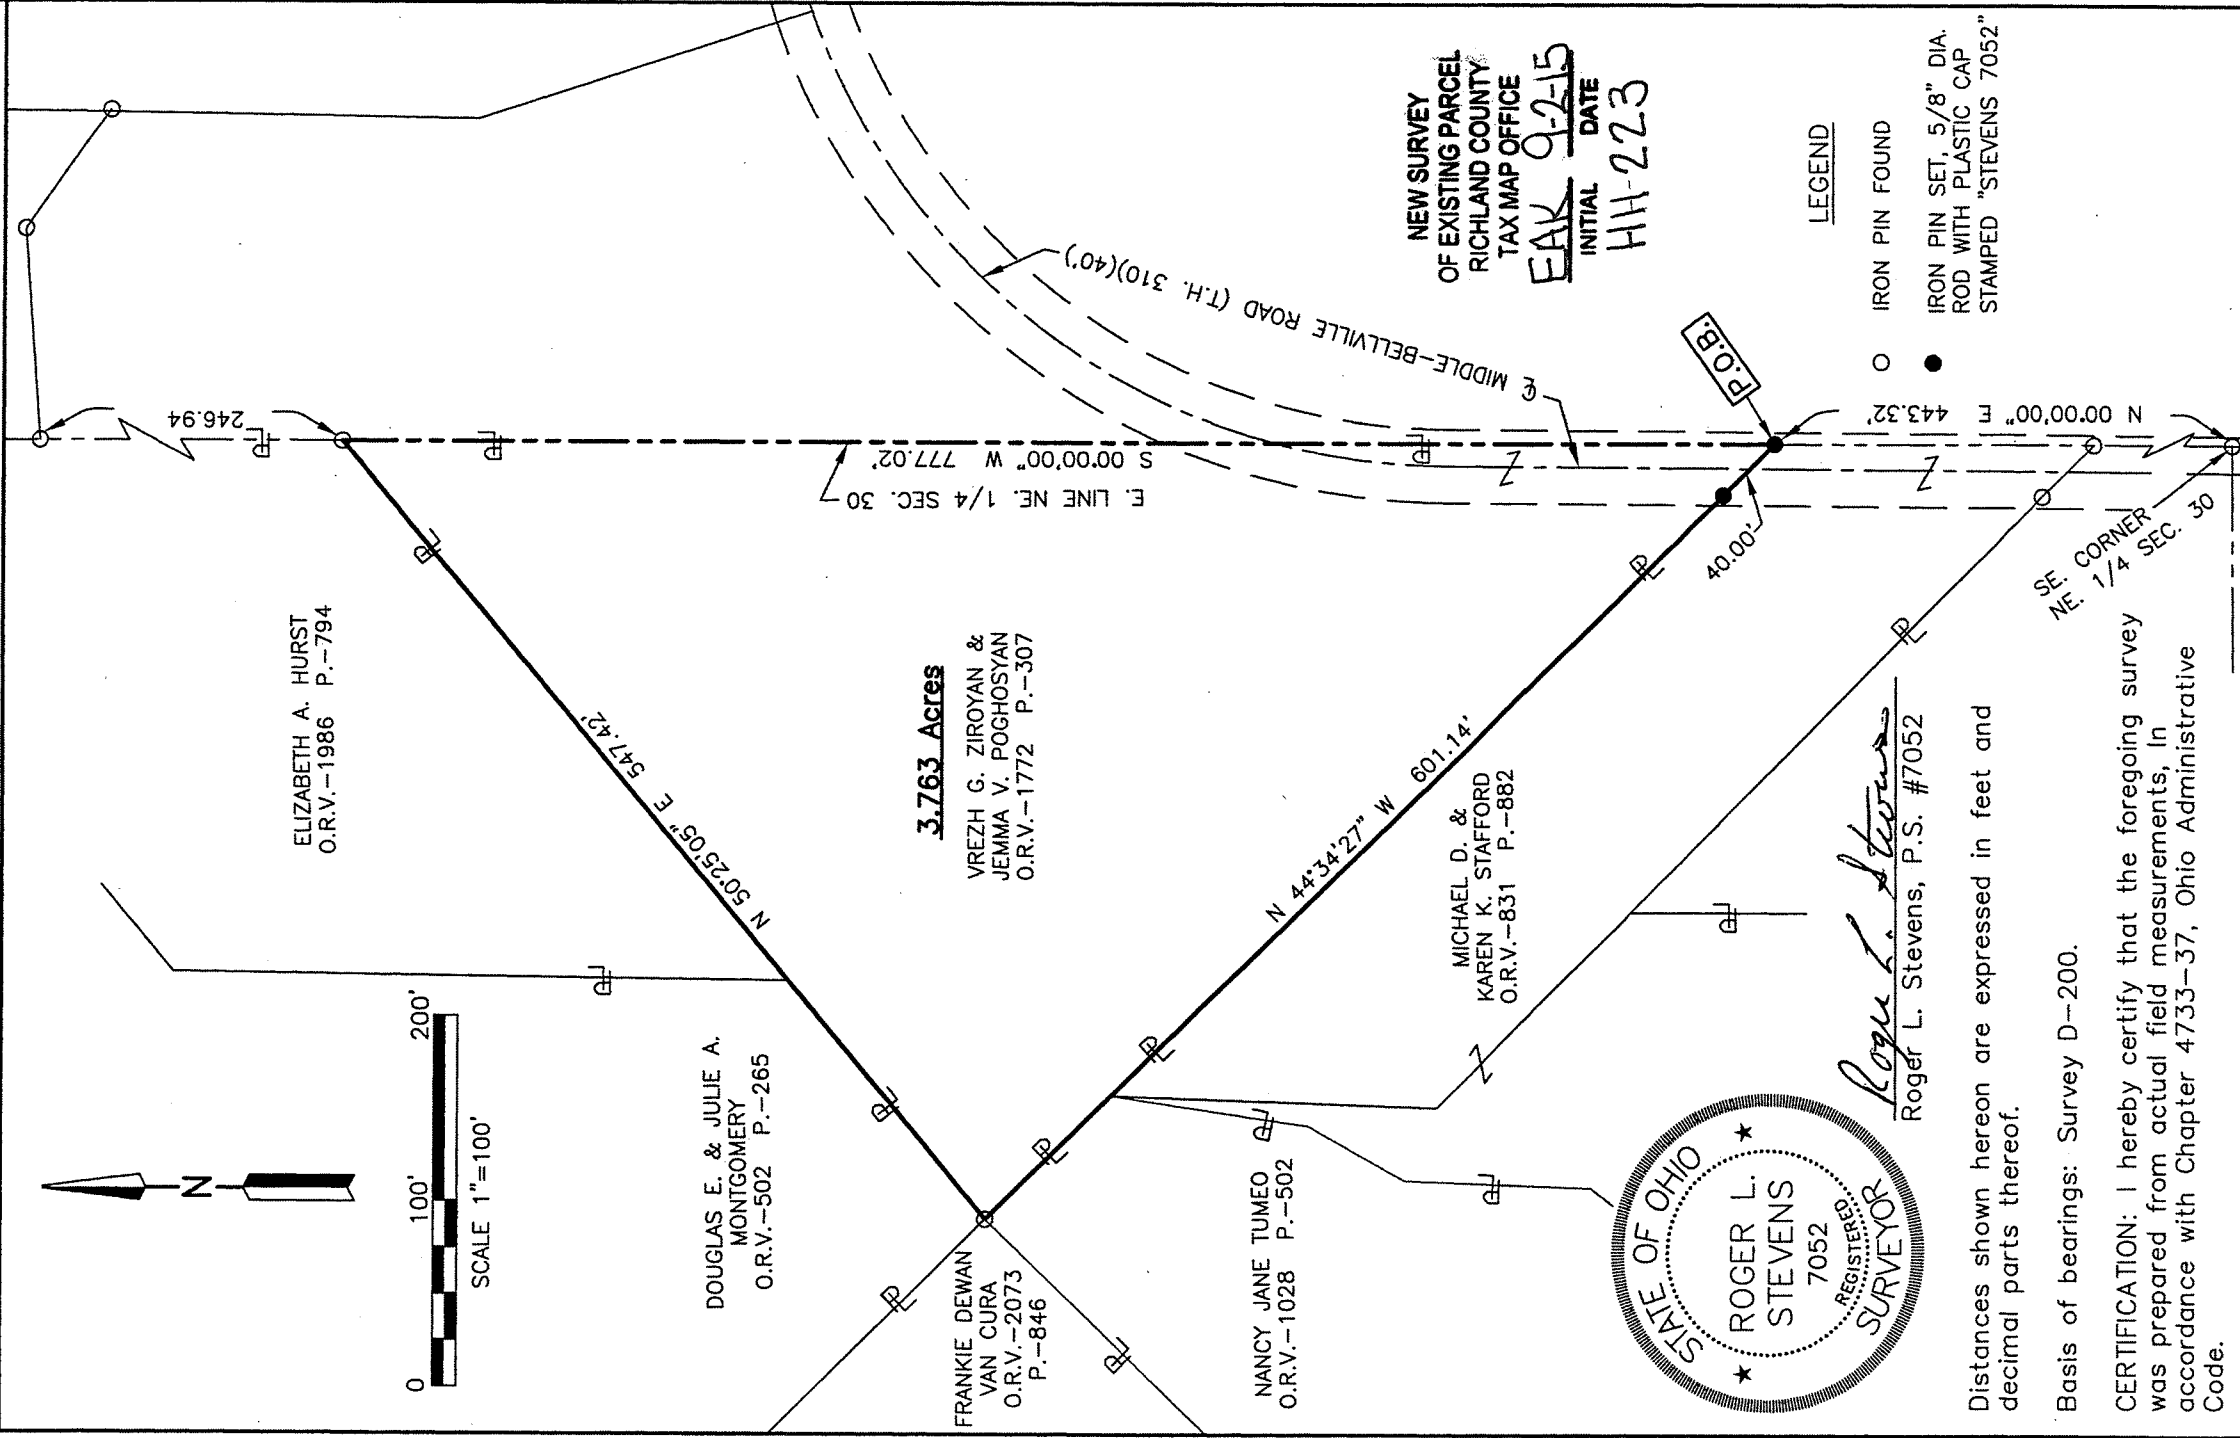 246.94
ELIZABETH A. HURST
O.R.V.-1986 P.-794
N 50°25'05" E 547.42'
S 00°00'00" W 777.02'
E. LINE NE. 1/4 SEC. 30
℄ MIDDLE-BELLVILLE ROAD (T.H. 310)(40')
3.763 Acres
VREZH G. ZIROYAN &
JEMMA V. POGHOSYAN
O.R.V.-1772 P.-307
0 100' 200'
SCALE 1"=100'
N
DOUGLAS E. & JULIE A.
MONTGOMERY
O.R.V.-502 P.-265
FRANKIE DEWAN
VAN CURA
O.R.V.-2073
P.-846
NANCY JANE TUMEO
O.R.V.-1028 P.-502
N 44°34'27" W 601.14'
MICHAEL D. &
KAREN K. STAFFORD
O.R.V.-831 P.-882
40.00'
P.O.B.
N 00°00'00" E 443.32'
SE. CORNER
NE. 1/4 SEC. 30
NEW SURVEY
OF EXISTING PARCEL
RICHLAND COUNTY
TAX MAP OFFICE
EAK 9-2-15
INITIAL DATE
HH-223
LEGEND
IRON PIN FOUND
IRON PIN SET, 5/8" DIA.
ROD WITH PLASTIC CAP
STAMPED "STEVENS 7052"
STATE OF OHIO
ROGER L.
STEVENS
7052
REGISTERED
SURVEYOR
Roger L. Stevens
Roger L. Stevens, P.S. #7052
Distances shown hereon are expressed in feet and
decimal parts thereof.
Basis of bearings: Survey D-200.
CERTIFICATION: I hereby certify that the foregoing survey
was prepared from actual field measurements, in
accordance with Chapter 4733-37, Ohio Administrative
Code.